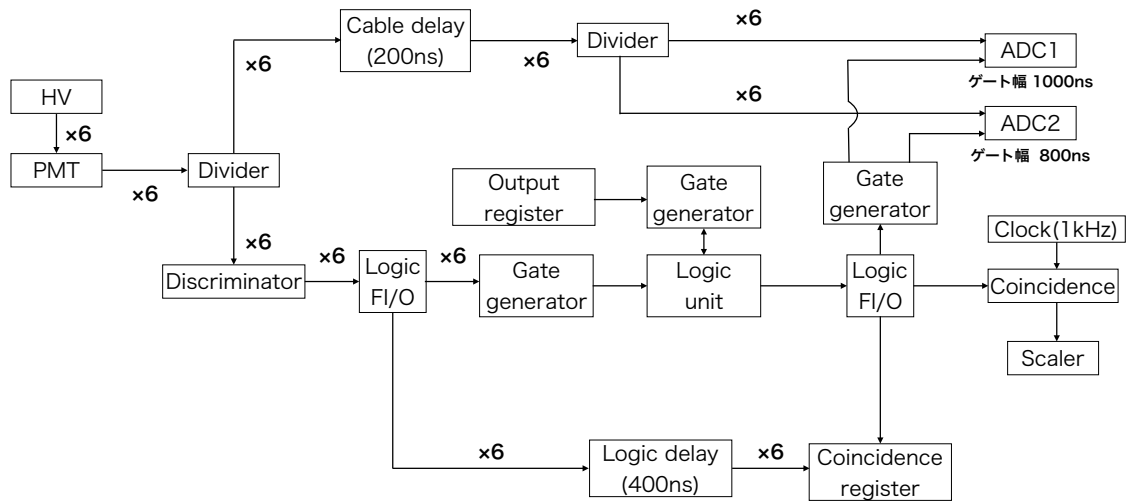 ×6
Cable delay
(200ns)
×6
×6
Divider
×6
ADC1
ゲート幅 1000ns
×6
ADC2
ゲート幅 800ns
HV
×6
PMT
×6
Divider
Output
register
Gate
generator
Gate
generator
Clock(1kHz)
×6
Discriminator
×6
Logic
FI/O
×6
Gate
generator
Logic
unit
Logic
FI/O
Coincidence
Scaler
×6
Logic delay
(400ns)
×6
Coincidence
register